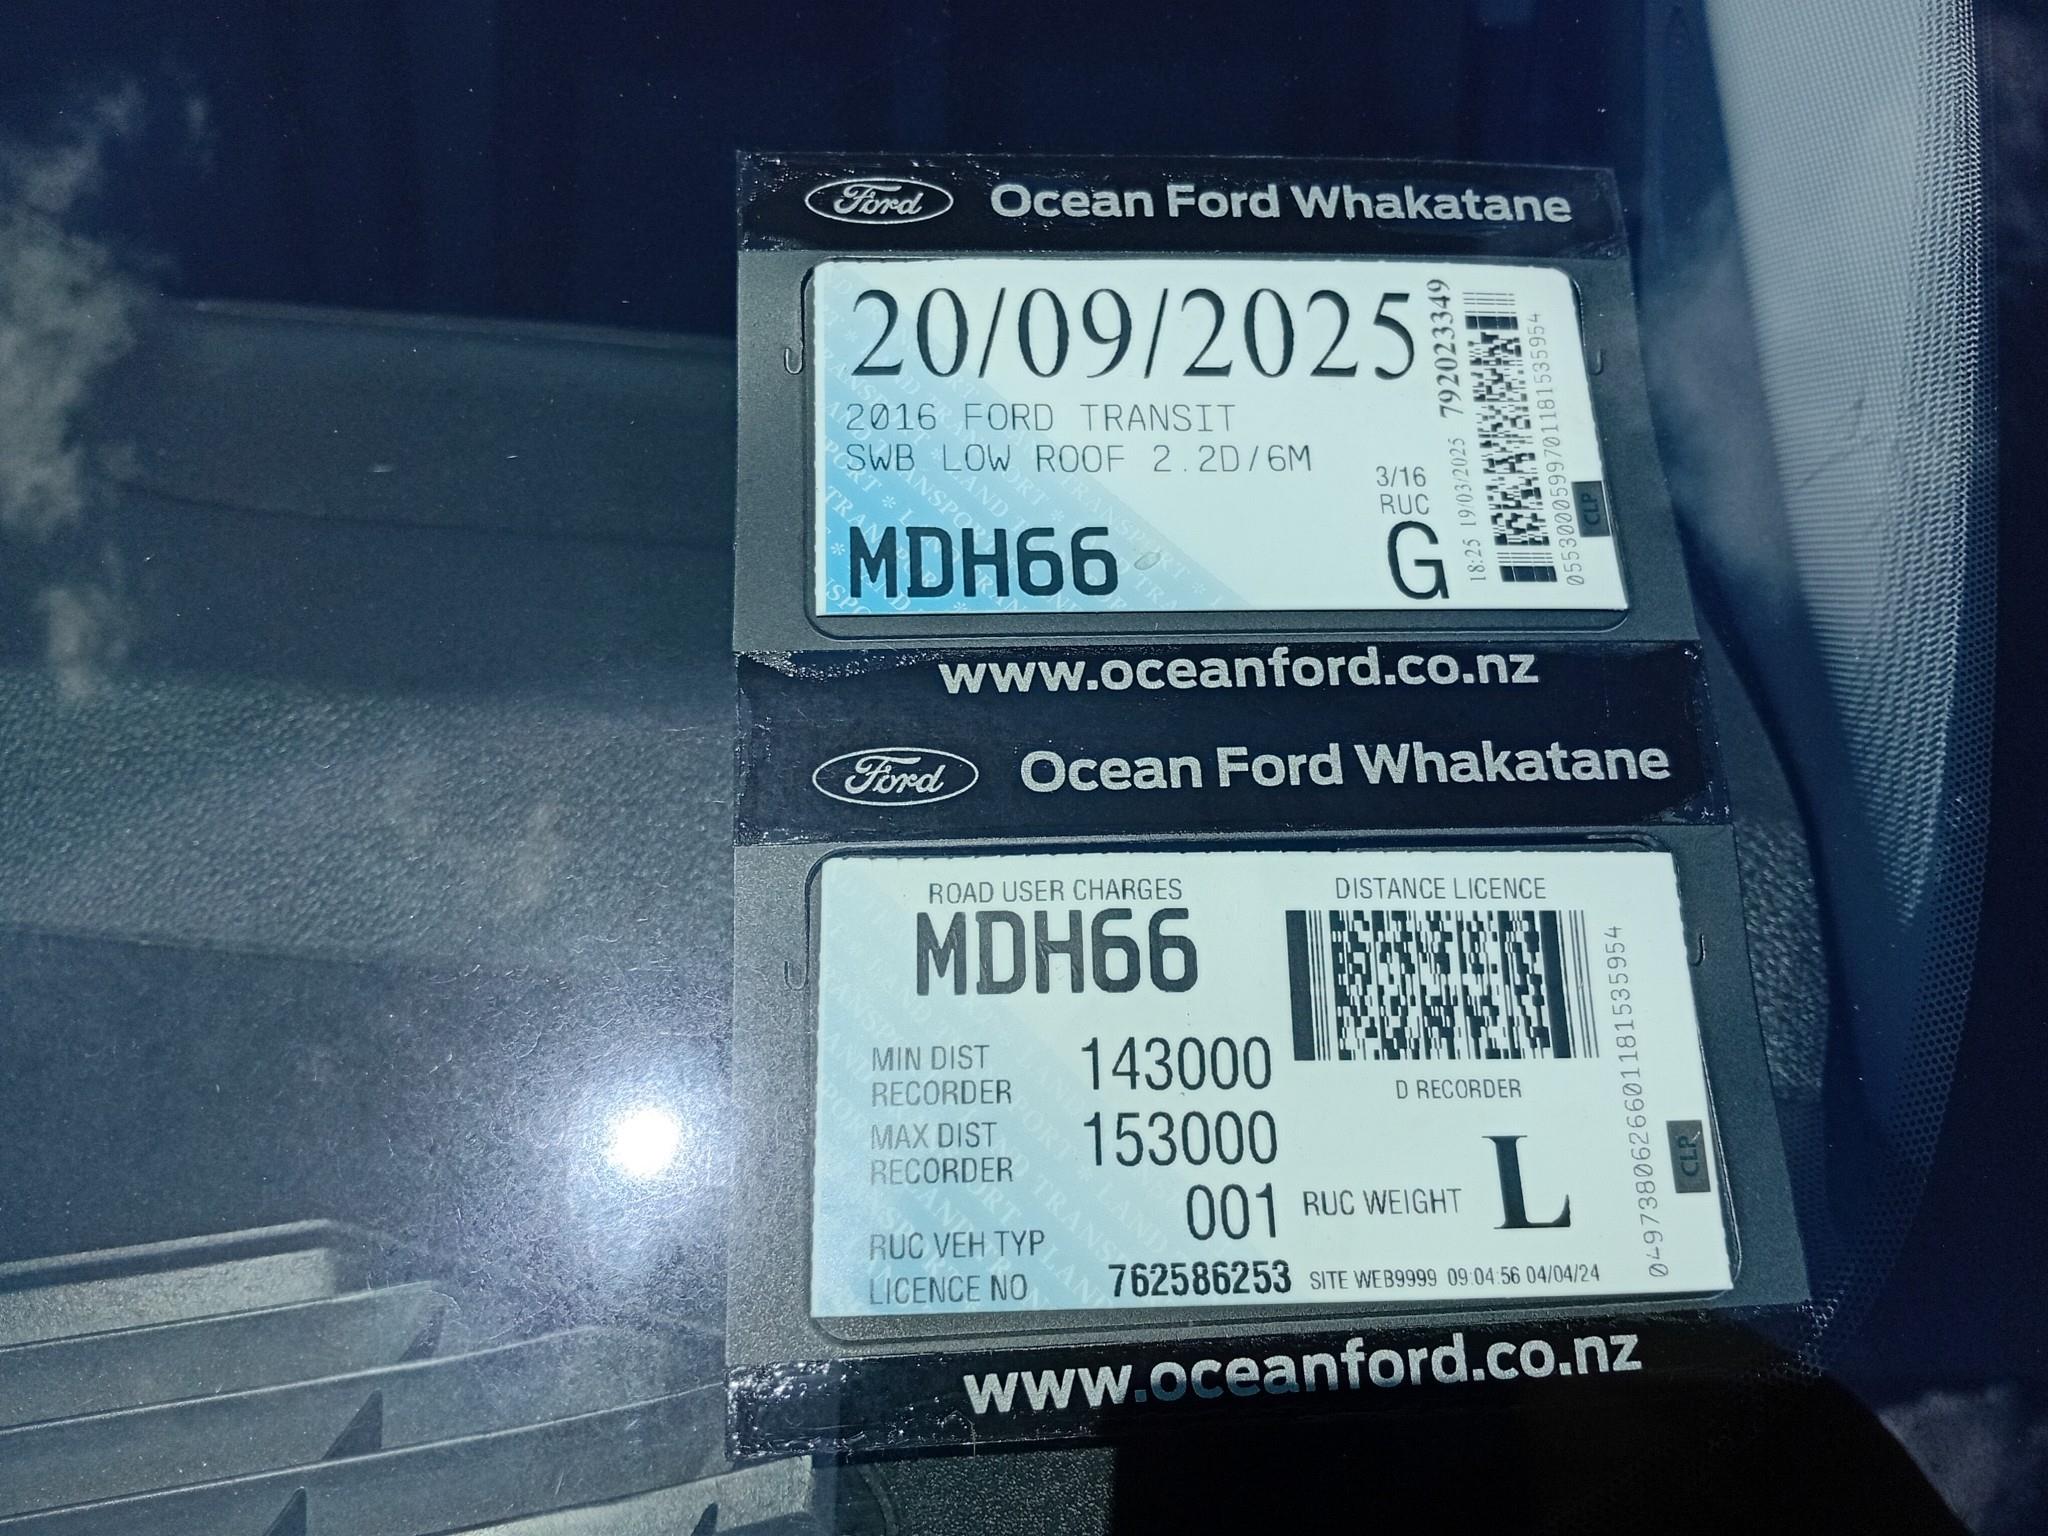 Ford Ocean Ford Whakatane
20/09/2025
2016 FORD TRANSIT
SWB LOW ROOF 2.2D/6M
3/16
RUC
MDH66
G
18:25 19/03/2025 792023349
0553000599701181535954
CLP
www.oceanford.co.nz
Ford Ocean Ford Whakatane
ROAD USER CHARGES
DISTANCE LICENCE
MDH66
MIN DIST
RECORDER
143000
D RECORDER
MAX DIST
RECORDER
153000
RUC VEH TYP 001
RUC WEIGHT L
LICENCE NO 762586253
SITE WEB9999 09:04:56 04/04/24
0497380626601181535954
CLP
www.oceanford.co.nz